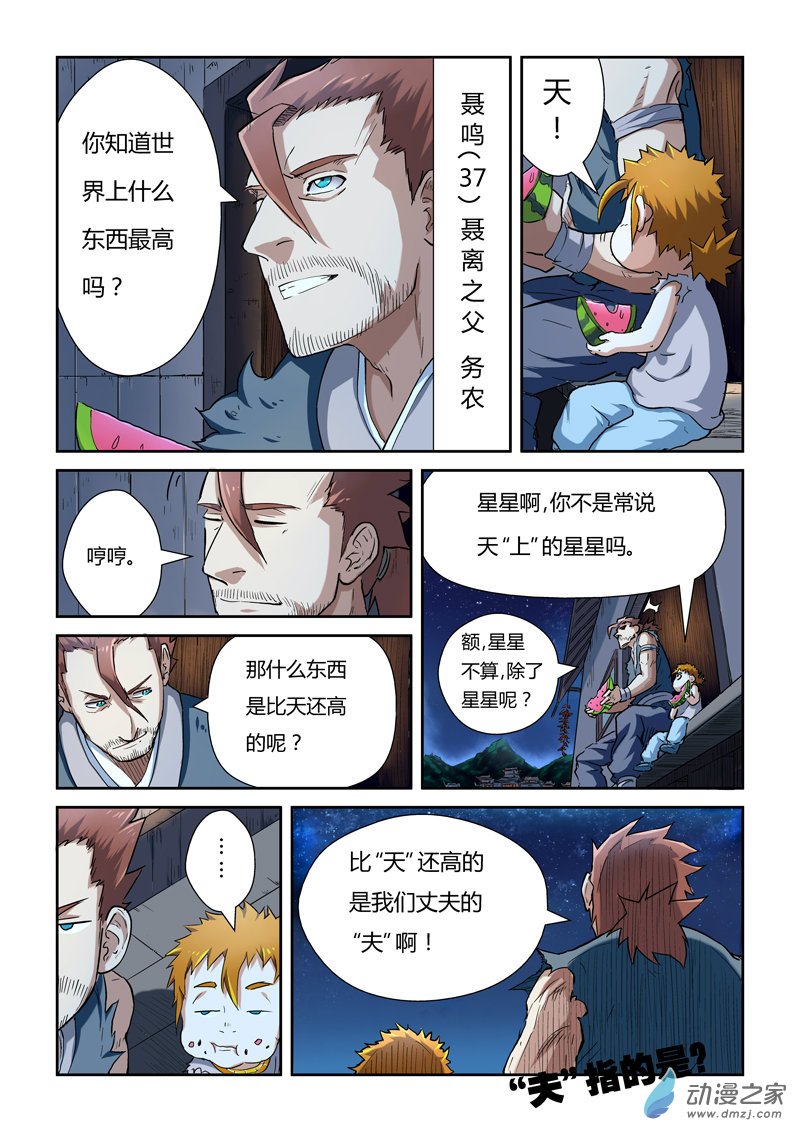 你知道世
界上什么
东西最高
吗？
聂鸣（37）聂离之父 务农
天！
哼哼。
星星啊，你不是常说
天“上”的星星吗。
额，星星
不算，除了
星星呢？
那什么东西
是比天还高
的呢？
……
比“天”还高的
是我们丈夫的
“夫”啊！
“夫”指的是？
动漫之家
www.dmzj.com